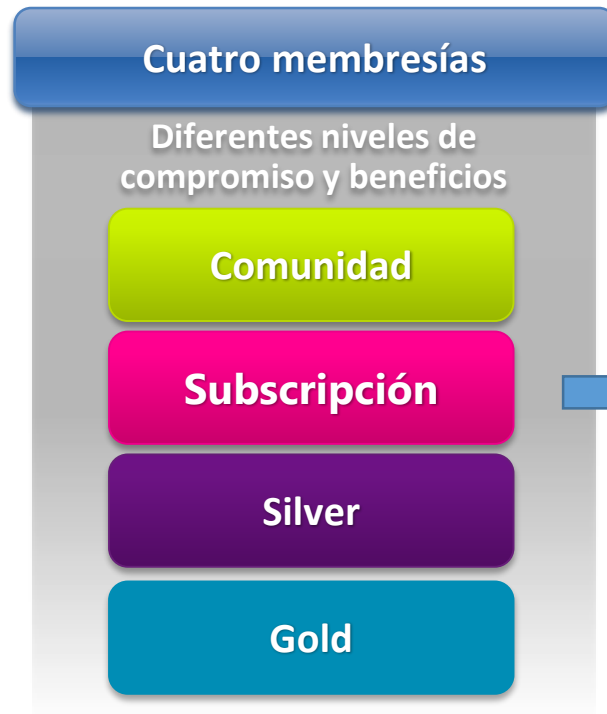 Cuatro membresías
Diferentes niveles de
compromiso y beneficios
Comunidad
Subscripción
Silver
Gold